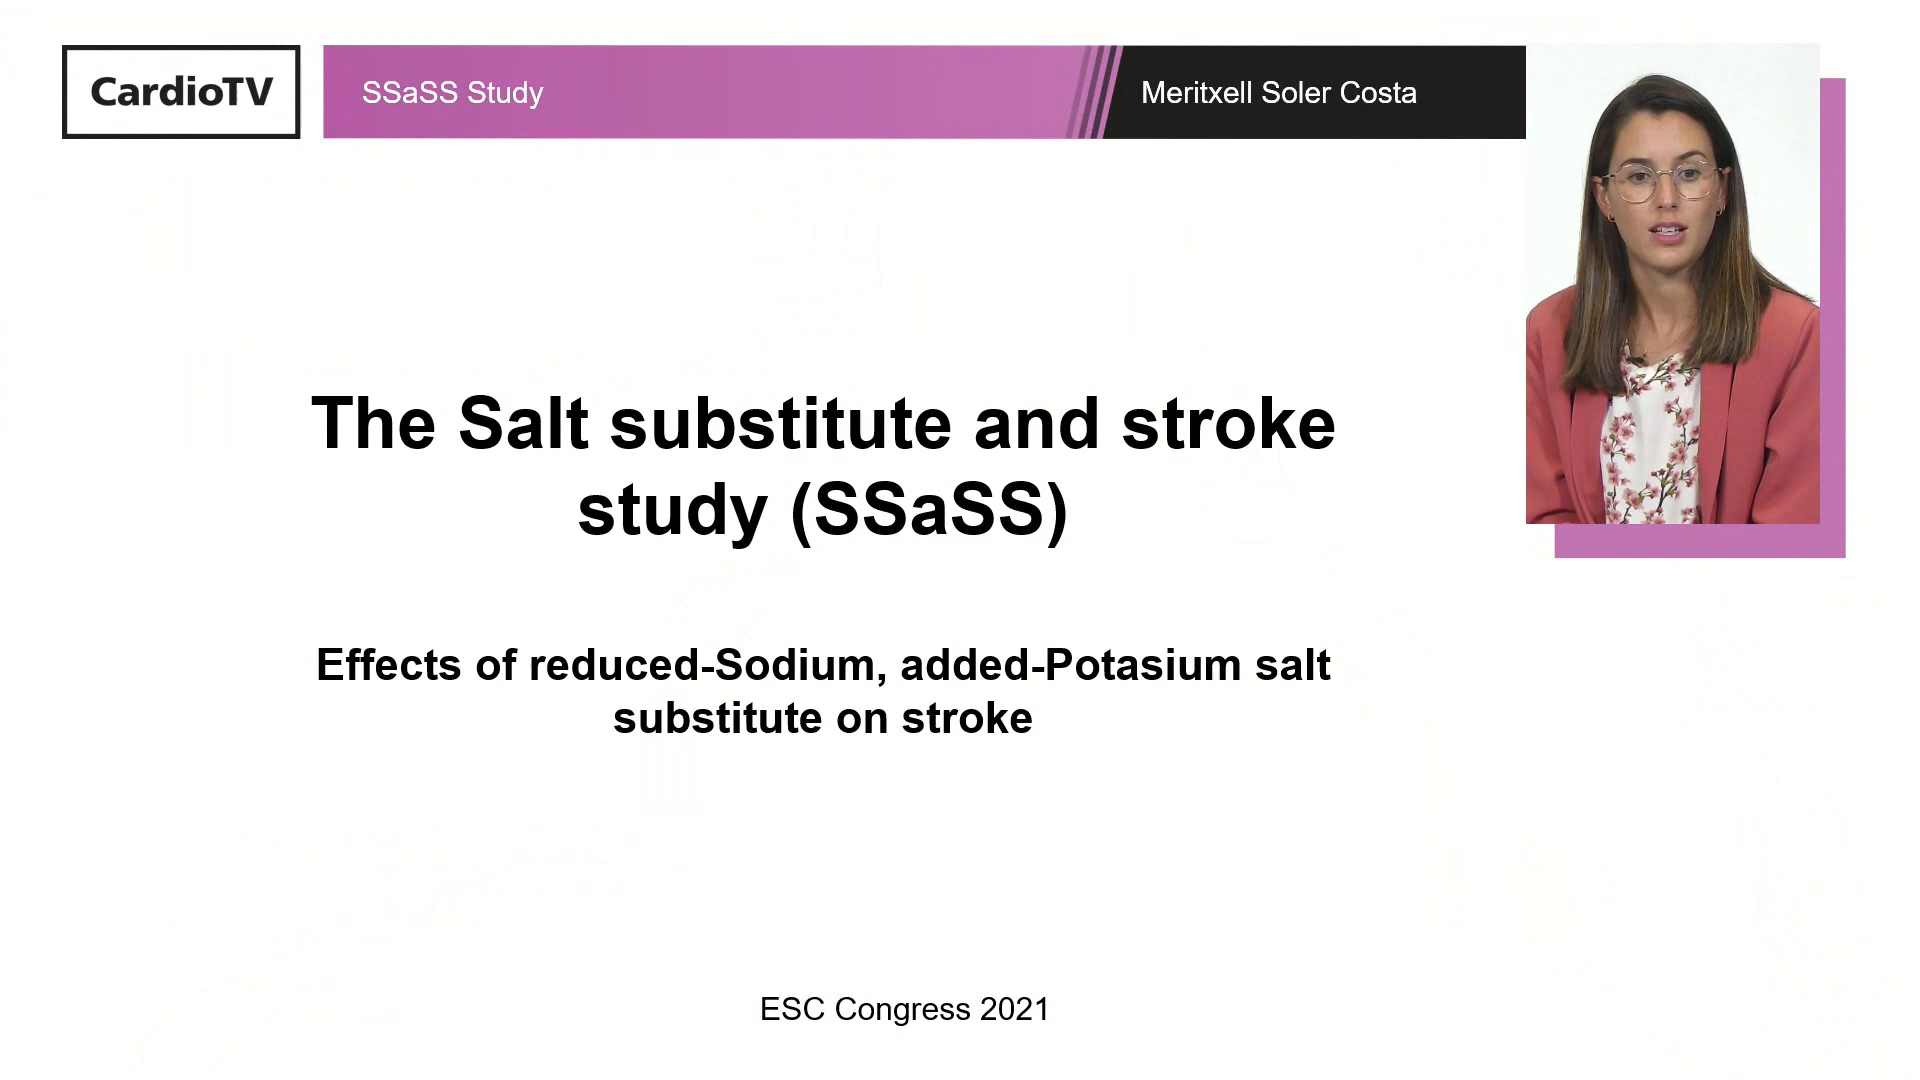 CardioTV
SSaSS Study
Meritxell Soler Costa
The Salt substitute and stroke
study (SSaSS)
Effects of reduced-Sodium, added-Potasium salt
substitute on stroke
ESC Congress 2021